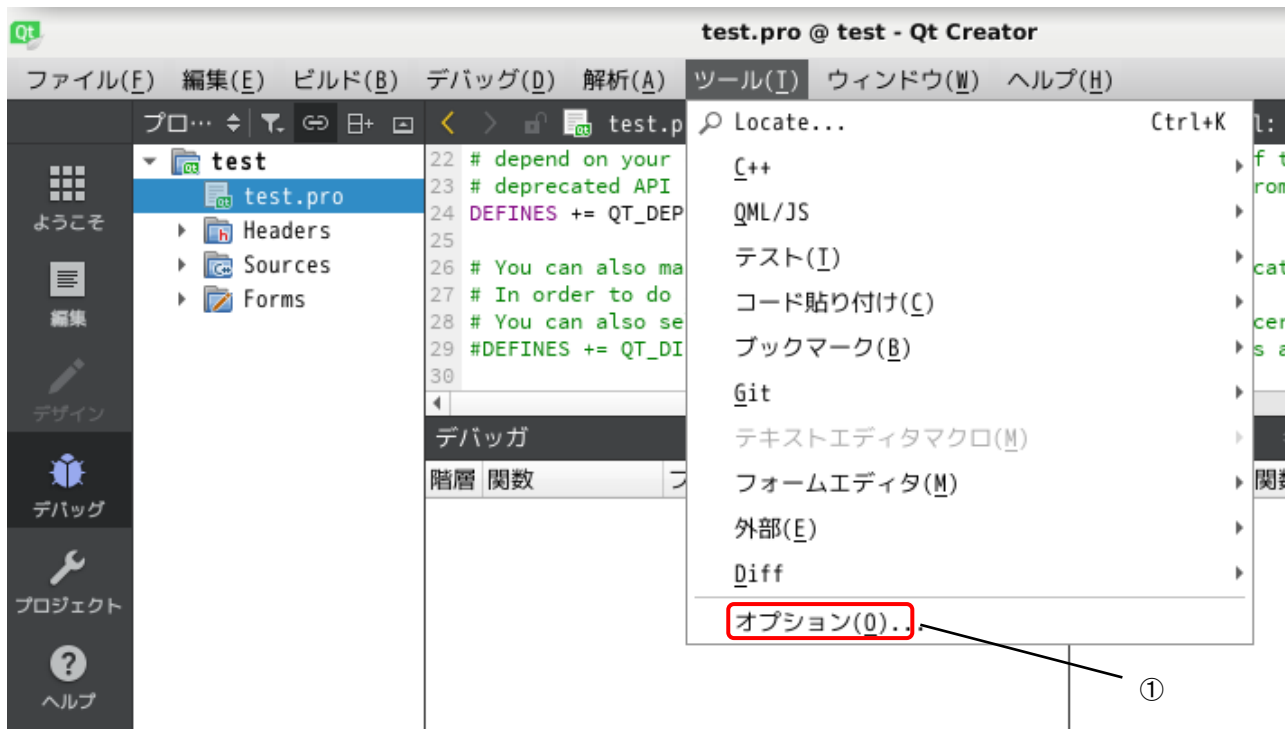 Qt
test.pro @ test - Qt Creator
ファイル(F) 編集(E) ビルド(B) デバッグ(D) 解析(A) ツール(T) ウィンドウ(W) ヘルプ(H)
プロ… test.p
Locate... Ctrl+K
C++
QML/JS
テスト(T)
コード貼り付け(C)
ブックマーク(B)
Git
テキストエディタマクロ(M)
フォームエディタ(M)
外部(E)
Diff
オプション(O)...
①
ようこそ
編集
デザイン
デバッグ
プロジェクト
ヘルプ
test
test.pro
Headers
Sources
Forms
22 # depend on your
23 # deprecated API
24 DEFINES += QT_DEP
25
26 # You can also ma
27 # In order to do
28 # You can also se
29 #DEFINES += QT_DI
30
デバッガ
階層 関数